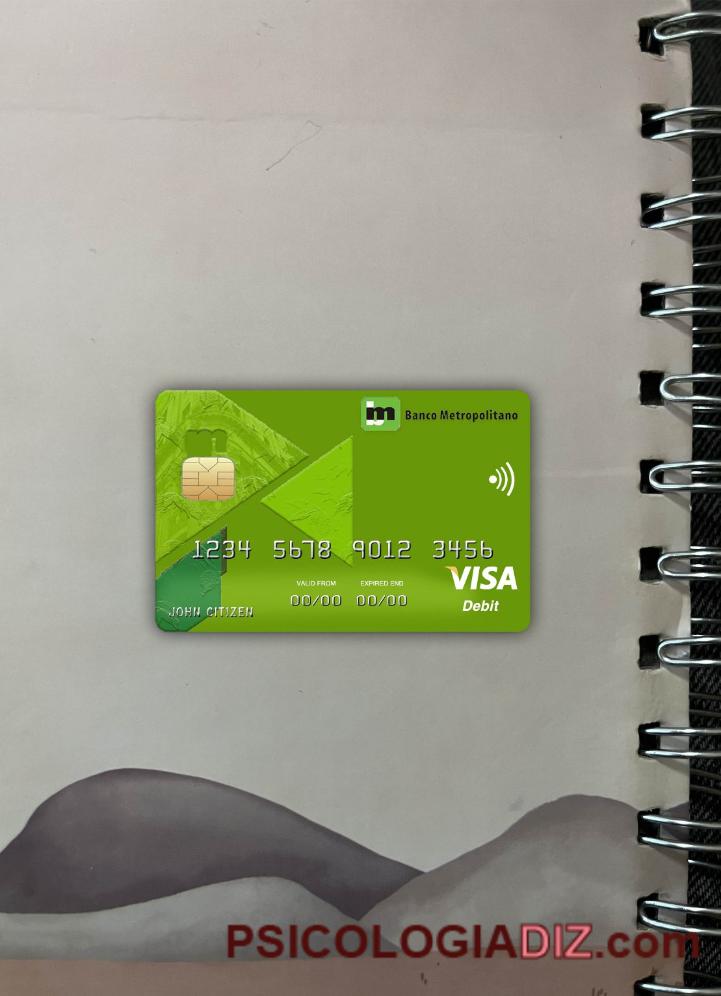 bm Banco Metropolitano
1234 5678 9012 3456
VALID FROM EXPIRED END
00/00 00/00
VISA
Debit
JOHN CITIZEN
PSICOLOGIADIZ.com